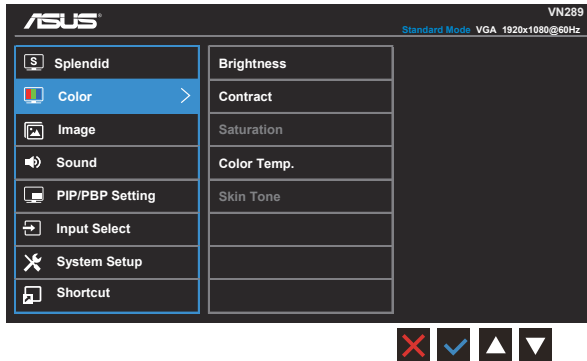 ASUS
VN289
Standard Mode VGA 1920x1080@60Hz
S Splendid
Color
Image
Sound
PIP/PBP Setting
Input Select
System Setup
Shortcut
Brightness
Contract
Saturation
Color Temp.
Skin Tone